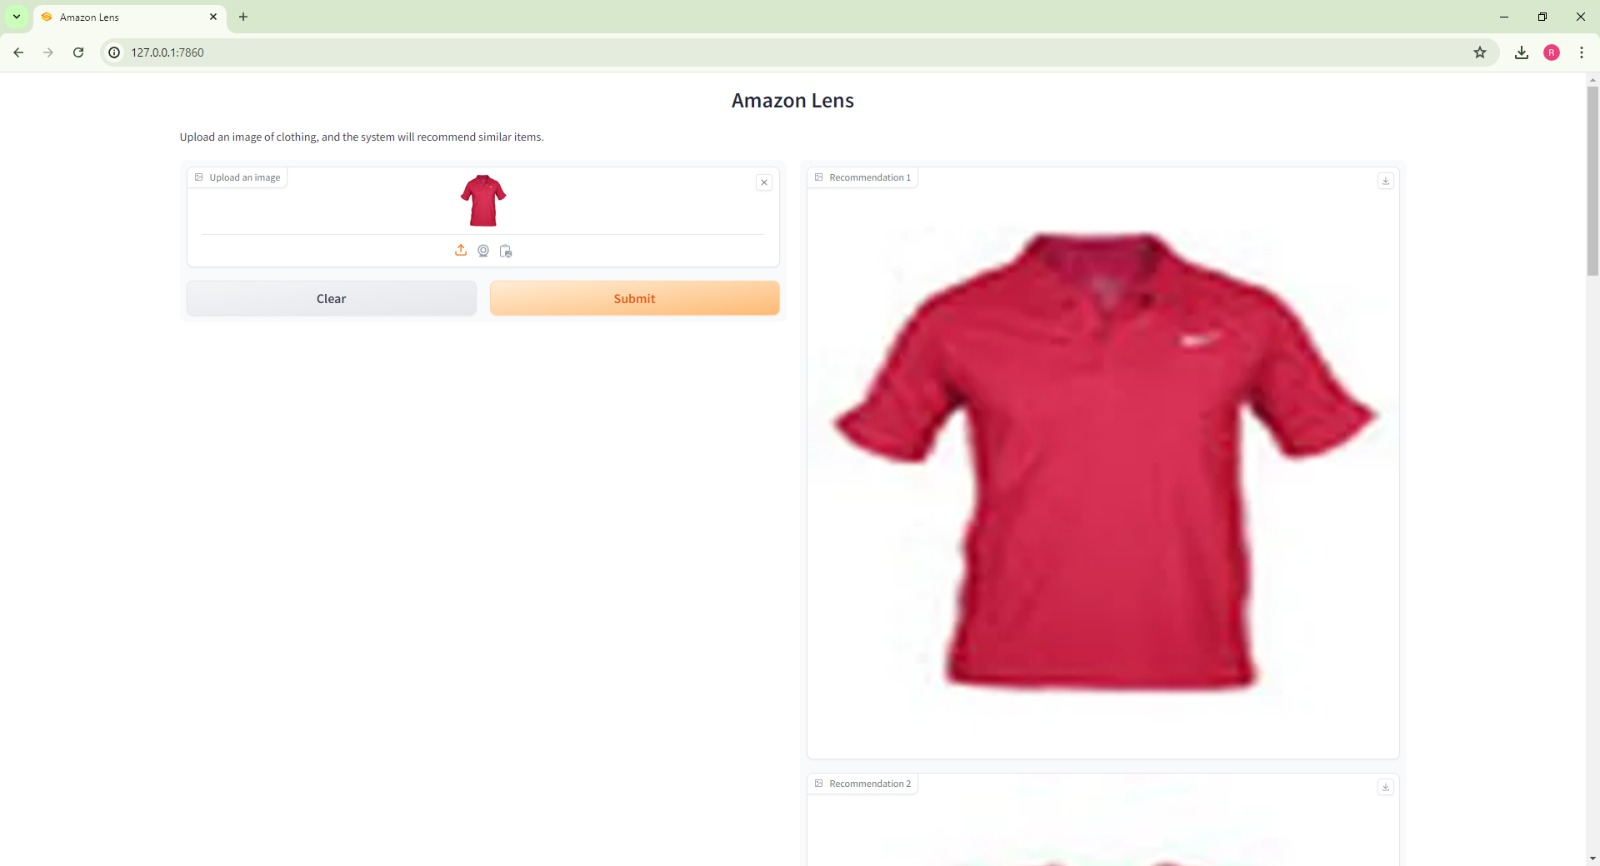 Amazon Lens
127.0.0.1:7860
R
Amazon Lens
Upload an image of clothing, and the system will recommend similar items.
Upload an image
Clear
Submit
Recommendation 1
Recommendation 2